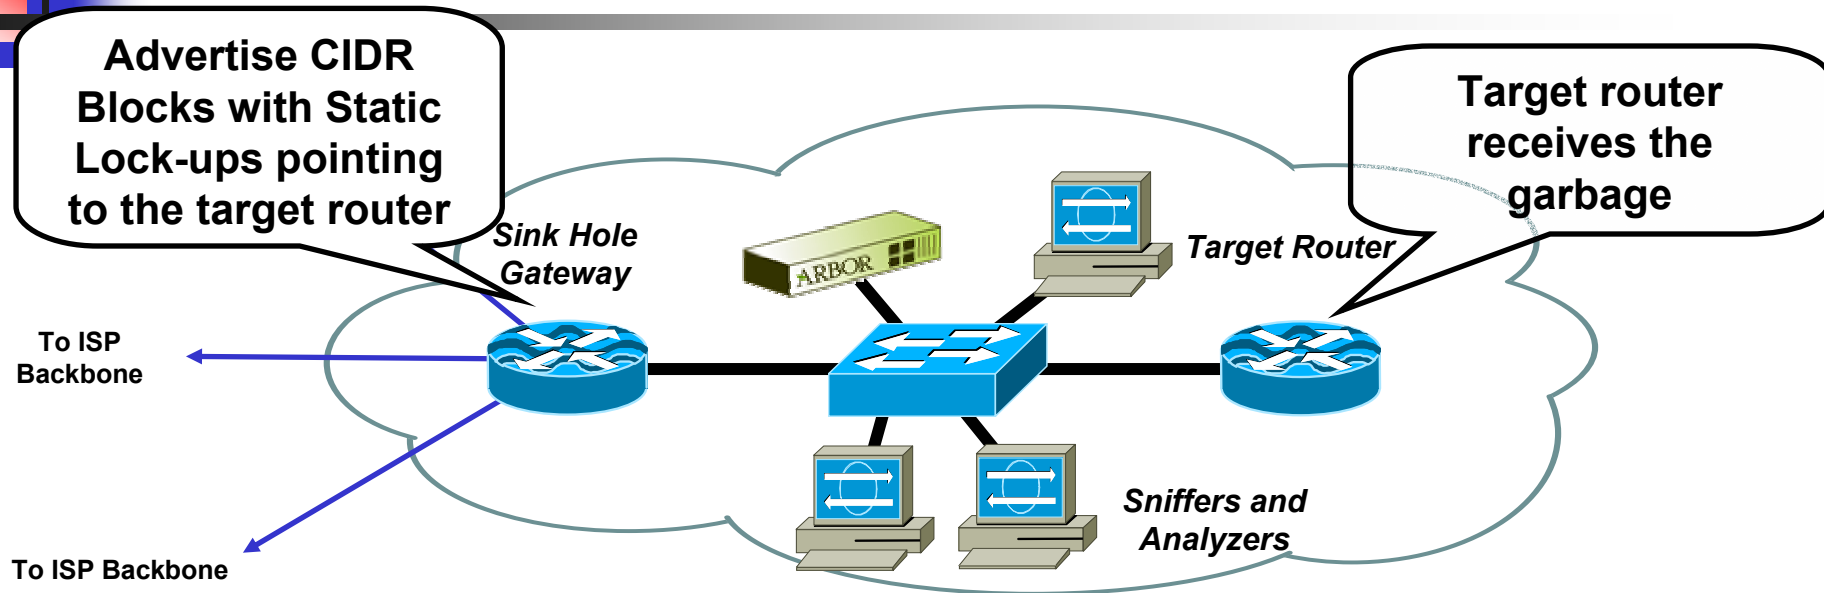 Advertise CIDR
Blocks with Static
Lock-ups pointing
to the target router
Target router
receives the
garbage
Sink Hole
Gateway
ARBOR
Target Router
To ISP
Backbone
Sniffers and
Analyzers
To ISP Backbone